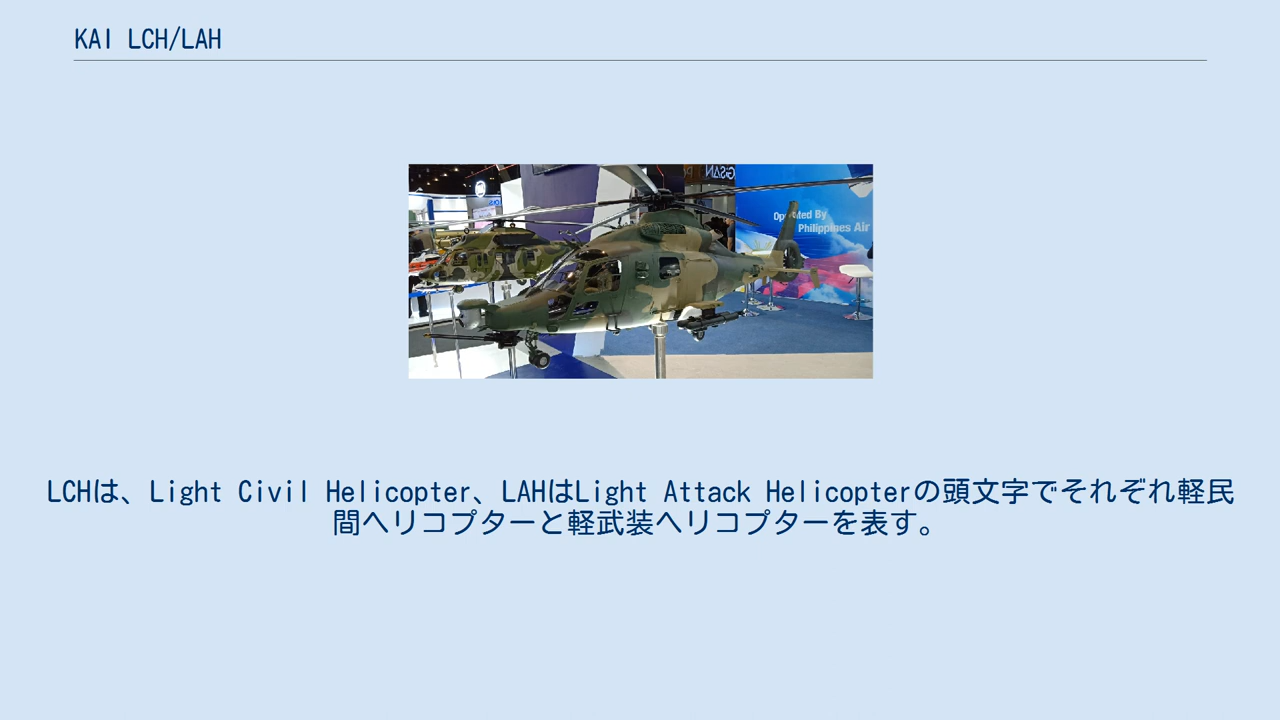 KAI LCH/LAH
Operated By
Philippines Air
LCHは、Light Civil Helicopter、LAHはLight Attack Helicopterの頭文字でそれぞれ軽民
間ヘリコプターと軽武装ヘリコプターを表す。